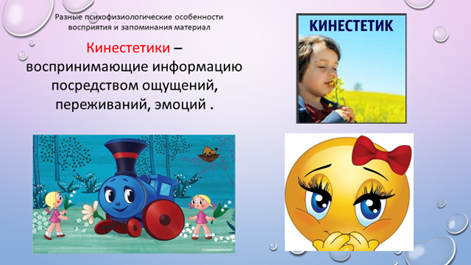 Разные психофизиологические особенности
восприятия и запоминания материал
Кинестетики –
воспринимающие информацию
посредством ощущений,
переживаний, эмоций .
КИНЕСТЕТИК